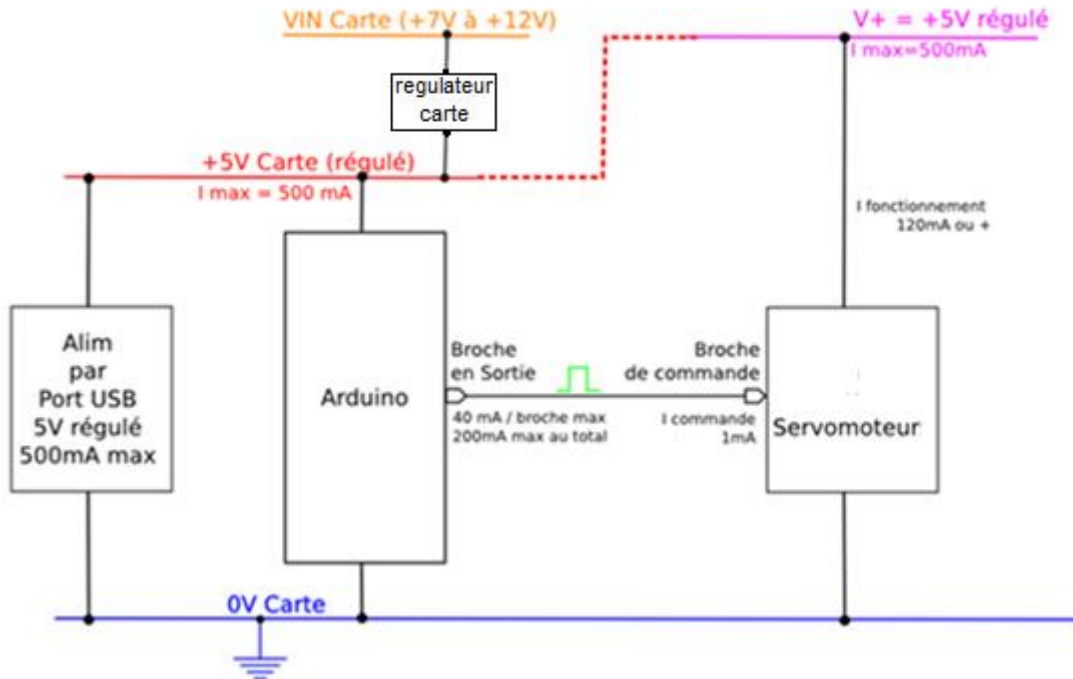 VIN Carte (+7V à +12V)
V+ = +5V régulé
I max=500mA
regulateur
carte
+5V Carte (régulé)
I max = 500 mA
I fonctionnement
120mA ou +
Alim
par
Port USB
5V régulé
500mA max
Arduino
Broche
en Sortie
40 mA / broche max
200mA max au total
Broche
de commande
I commande
1mA
Servomoteur
0V Carte